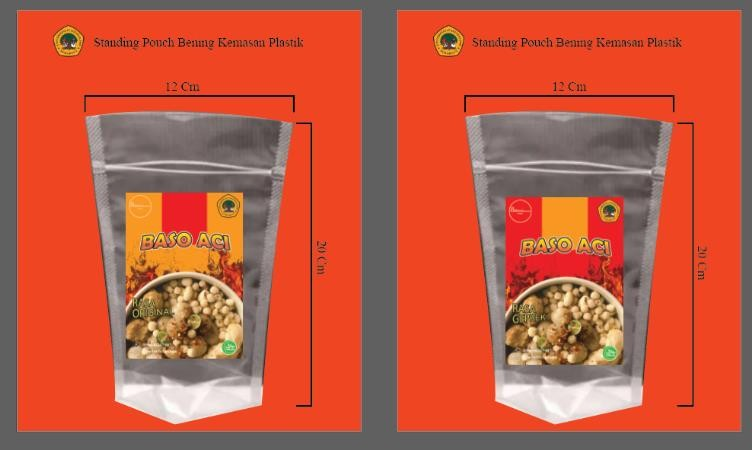 Standing Pouch Bening Kemasan Plastik
12 Cm
20 Cm
BASO ACI
RASA
ORIGINAL
Standing Pouch Bening Kemasan Plastik
12 Cm
20 Cm
BASO ACI
RASA